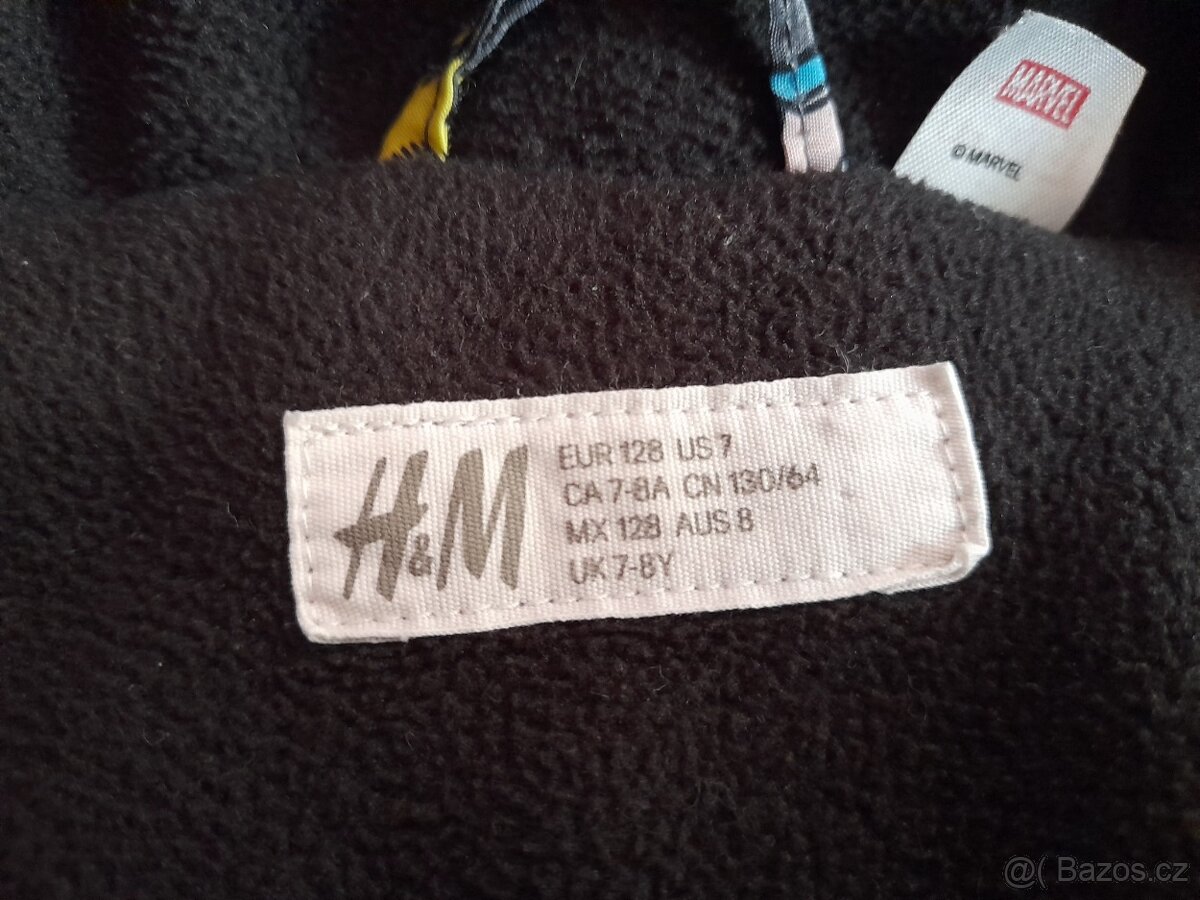 MARVEL
© MARVEL
H&M
EUR 128 US 7
CA 7-8A CN 130/64
MX 128 AUS 8
UK 7-8Y
@( Bazos.cz